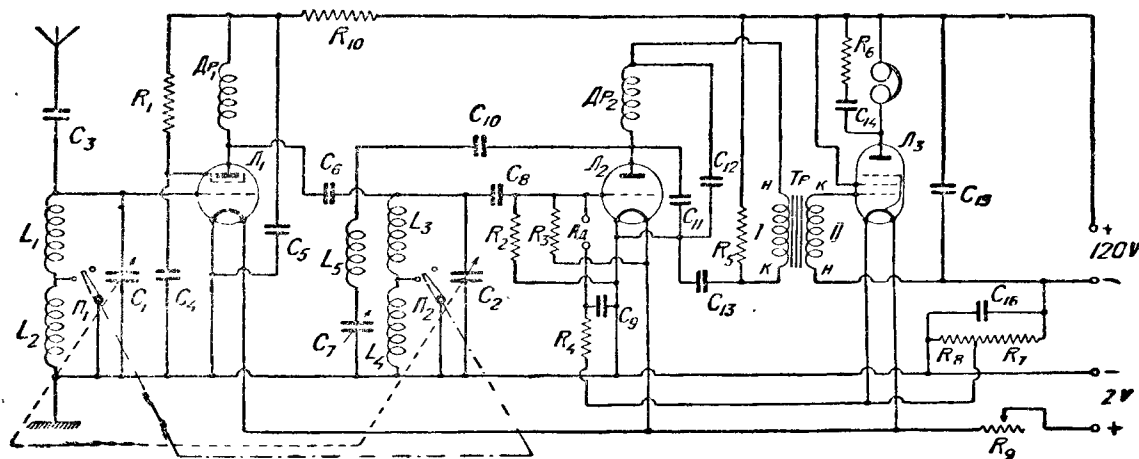 R₁₀
Др₁
R₁
C₃
Л₁
C₅
C₆
C₁₀
L₁
L₂
П₁
C₁
C₄
L₅
C₇
L₃
L₄
П₂
C₂
C₈
R₂
R₃
Др₂
Л₂
C₁₂
C₁₁
C₉
R₄
C₁₃
R₅
н
Тр
к
I
II
к
н
R₆
C₁₄
Л₃
C₁₅
+
120V
−
C₁₆
R₈
R₇
−
2V
+
R₉